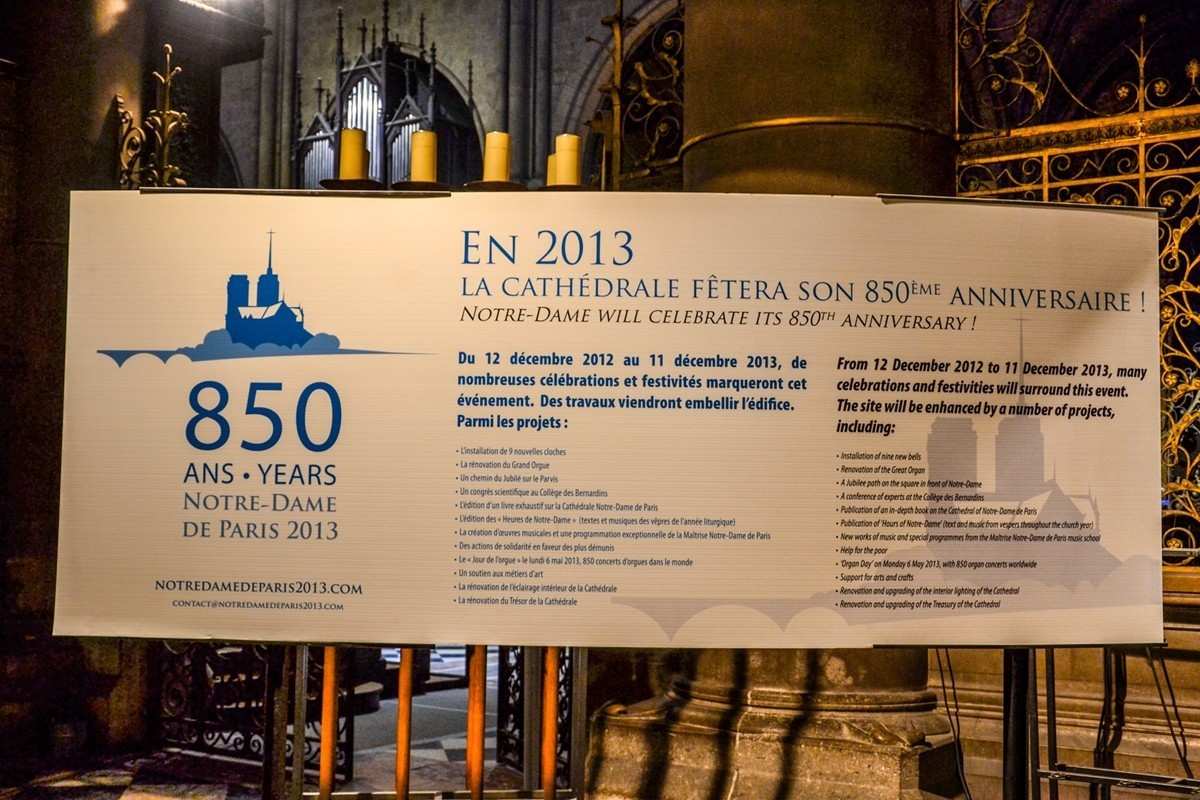 850
ANS • YEARS
NOTRE-DAME
DE PARIS 2013
NOTREDAMEDEPARIS2013.COM
CONTACT@NOTREDAMEDEPARIS2013.COM
EN 2013
LA CATHÉDRALE FÊTERA SON 850ÈME ANNIVERSAIRE !
NOTRE-DAME WILL CELEBRATE ITS 850TH ANNIVERSARY !
Du 12 décembre 2012 au 11 décembre 2013, de
nombreuses célébrations et festivités marqueront cet
événement. Des travaux viendront embellir l'édifice.
Parmi les projets :
• L'installation de 9 nouvelles cloches
• La rénovation du Grand Orgue
• Un chemin du Jubilé sur le Parvis
• Un congrès scientifique au Collège des Bernardins
• L'édition d'un livre exhaustif sur la Cathédrale Notre-Dame de Paris
• L'édition des « Heures de Notre-Dame » (textes et musiques des vêpres de l'année liturgique)
• La création d'œuvres musicales et une programmation exceptionnelle de la Maîtrise Notre-Dame de Paris
• Des actions de solidarité en faveur des plus démunis
• Le « Jour de l'orgue » le lundi 6 mai 2013, 850 concerts d'orgues dans le monde
• Un soutien aux métiers d'art
• La rénovation de l'éclairage intérieur de la Cathédrale
• La rénovation du Trésor de la Cathédrale
From 12 December 2012 to 11 December 2013, many
celebrations and festivities will surround this event.
The site will be enhanced by a number of projects,
including:
• Installation of nine new bells
• Renovation of the Great Organ
• A Jubilee path on the square in front of Notre-Dame
• A conference of experts at the Collège des Bernardins
• Publication of an in-depth book on the Cathedral of Notre-Dame de Paris
• Publication of 'Hours of Notre-Dame' (text and music from vespers throughout the church year)
• New works of music and special programmes from the Maîtrise Notre-Dame de Paris music school
• Help for the poor
• 'Organ Day' on Monday 6 May 2013, with 850 organ concerts worldwide
• Support for arts and crafts
• Renovation and upgrading of the interior lighting of the Cathedral
• Renovation and upgrading of the Treasury of the Cathedral